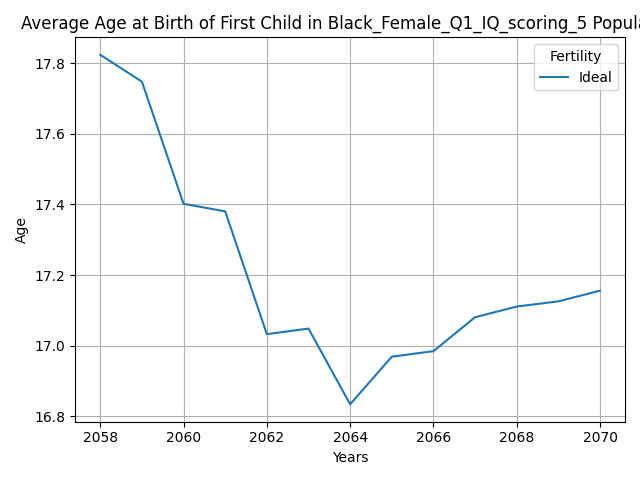 Average Age at Birth of First Child in Black_Female_Q1_IQ_scoring_5 Popula
Fertility
Ideal
17.8
17.6
17.4
17.2
17.0
16.8
Age
2058 2060 2062 2064 2066 2068 2070
Years